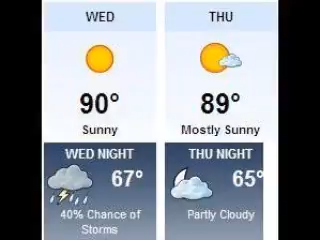 WED
THU
90°
89°
Sunny
Mostly Sunny
WED NIGHT
THU NIGHT
67°
65°
40% Chance of
Storms
Partly Cloudy